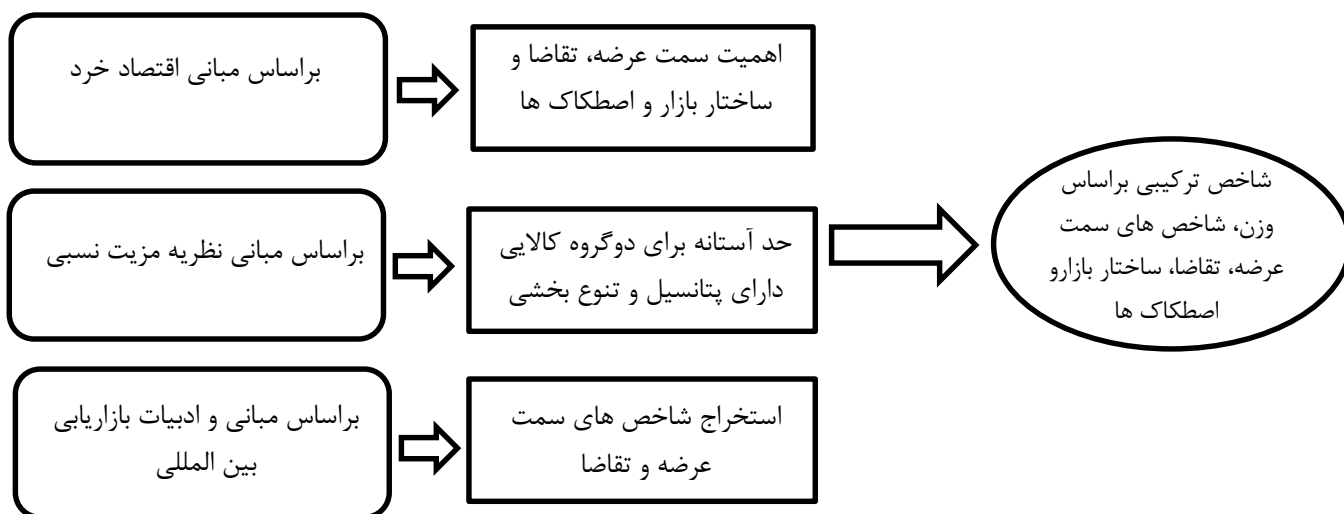 براساس مبانی اقتصاد خرد
اهمیت سمت عرضه، تقاضا و
ساختار بازار و اصطکاک ها
براساس مبانی نظریه مزیت نسبی
حد آستانه برای دوگروه کالایی
دارای پتانسیل و تنوع بخشی
براساس مبانی و ادبیات بازاریابی
بین المللی
استخراج شاخص های سمت
عرضه و تقاضا
شاخص ترکیبی براساس
وزن، شاخص های سمت
عرضه، تقاضا، ساختار بازارو
اصطکاک ها